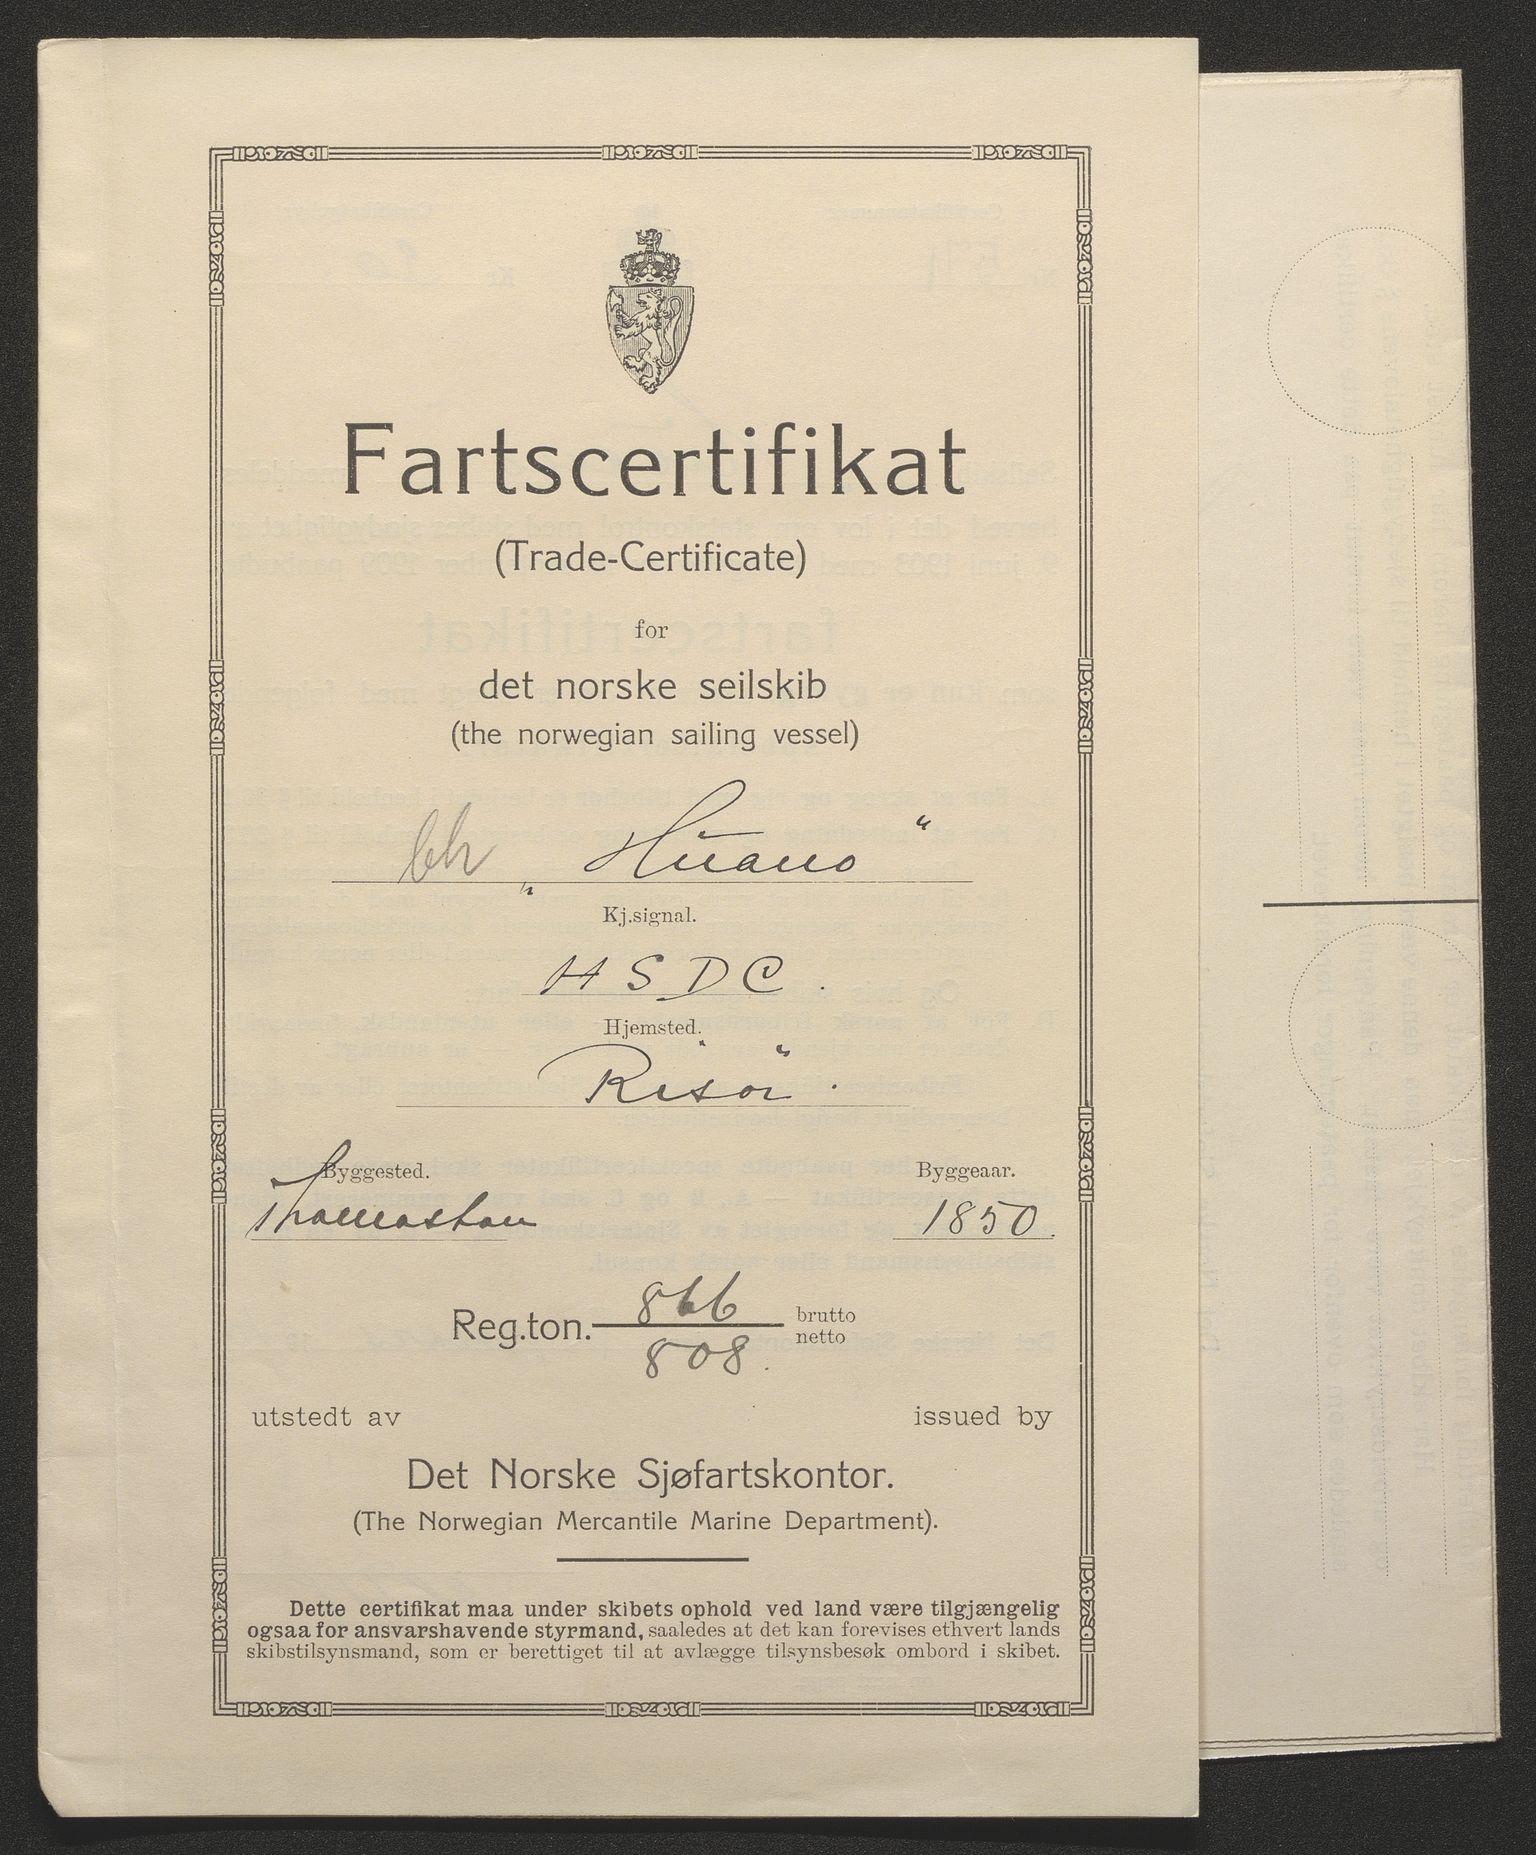 Fartscertifikat
(Trade-Certificate)
for
det norske seilskib
(the norwegian sailing vessel)
„Huano“
Kj.signal.
HSDC.
Hjemsted.
Risör.
Byggested. Byggeaar.
Thomaston 1850.
Reg.ton. 866 brutto
808. netto
utstedt av issued by
Det Norske Sjøfartskontor.
(The Norwegian Mercantile Marine Department).
Dette certifikat maa under skibets ophold ved land være tilgjængelig
ogsaa for ansvarshavende styrmand, saaledes at det kan forevises ethvert lands
skibstilsynsmand, som er berettiget til at avlægge tilsynsbesøk ombord i skibet.